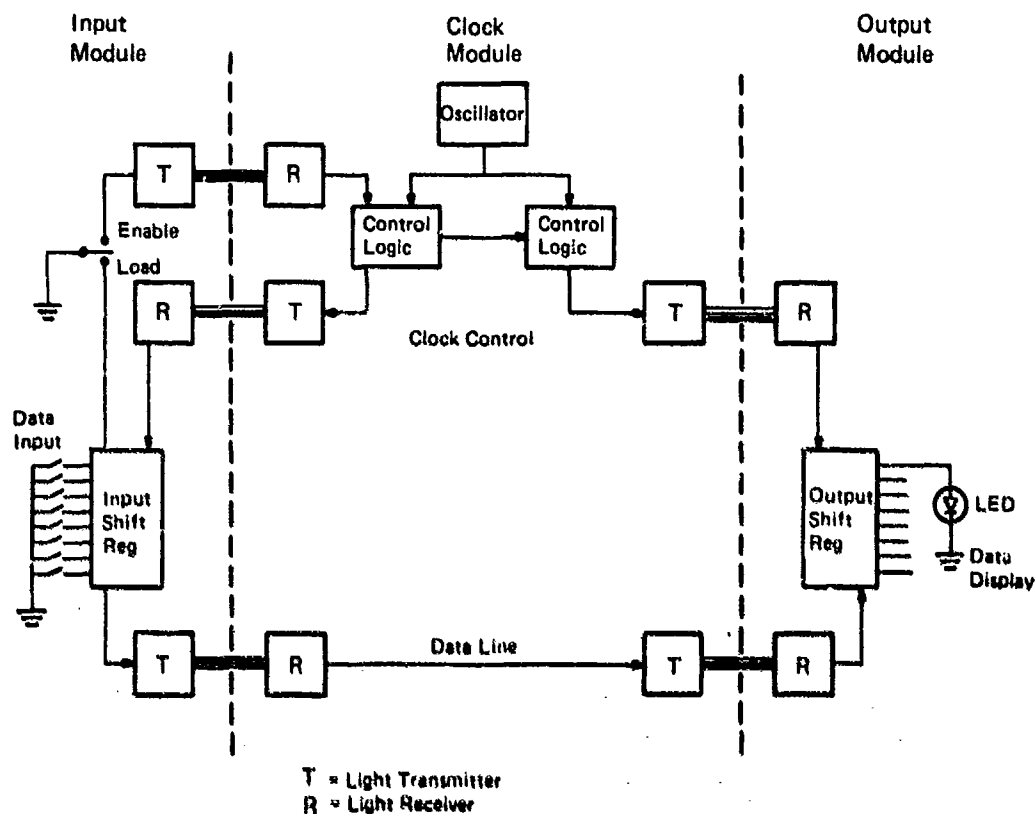 Input
Module
Clock
Module
Output
Module
Oscillator
T
R
Control
Logic
Control
Logic
Enable
Load
R
T
T
R
Clock Control
Data
Input
Input
Shift
Reg
Output
Shift
Reg
LED
Data
Display
T
R
Data Line
T
R
T = Light Transmitter
R = Light Receiver